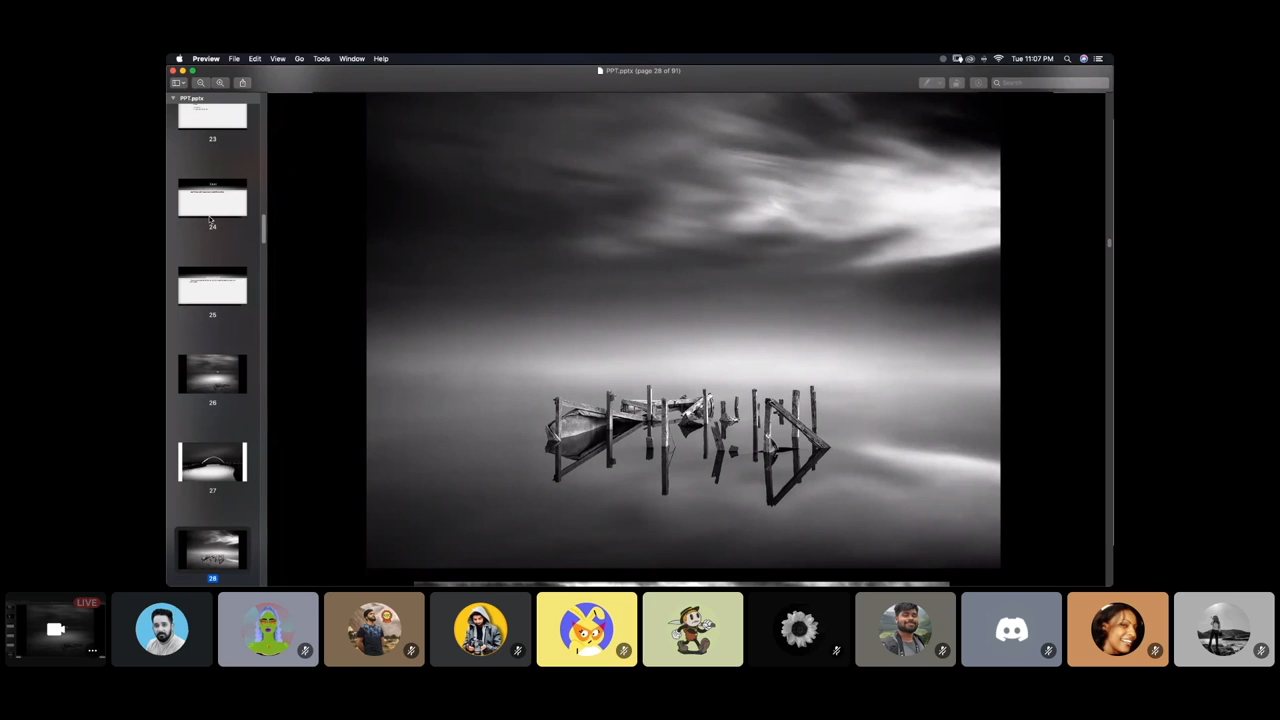 Preview File Edit View Go Tools Window Help Tue 11:07 PM
PPT.pptx (page 28 of 91)
Search
PPT.pptx
23
24
25
26
27
28
LIVE